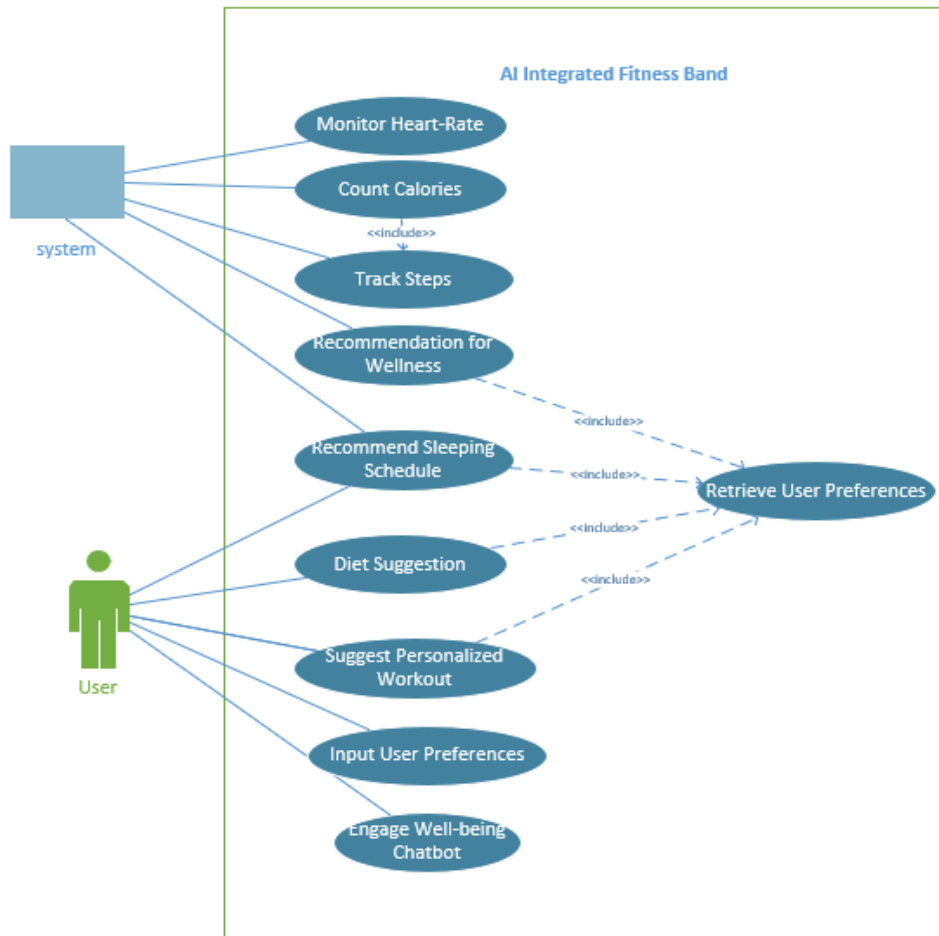 AI Integrated Fitness Band
Monitor Heart-Rate
Count Calories
<<include>>
Track Steps
system
Recommendation for
Wellness
<<include>>
Recommend Sleeping
Schedule
<<include>>
Retrieve User Preferences
<<include>>
Diet Suggestion
<<include>>
Suggest Personalized
Workout
User
Input User Preferences
Engage Well-being
Chatbot